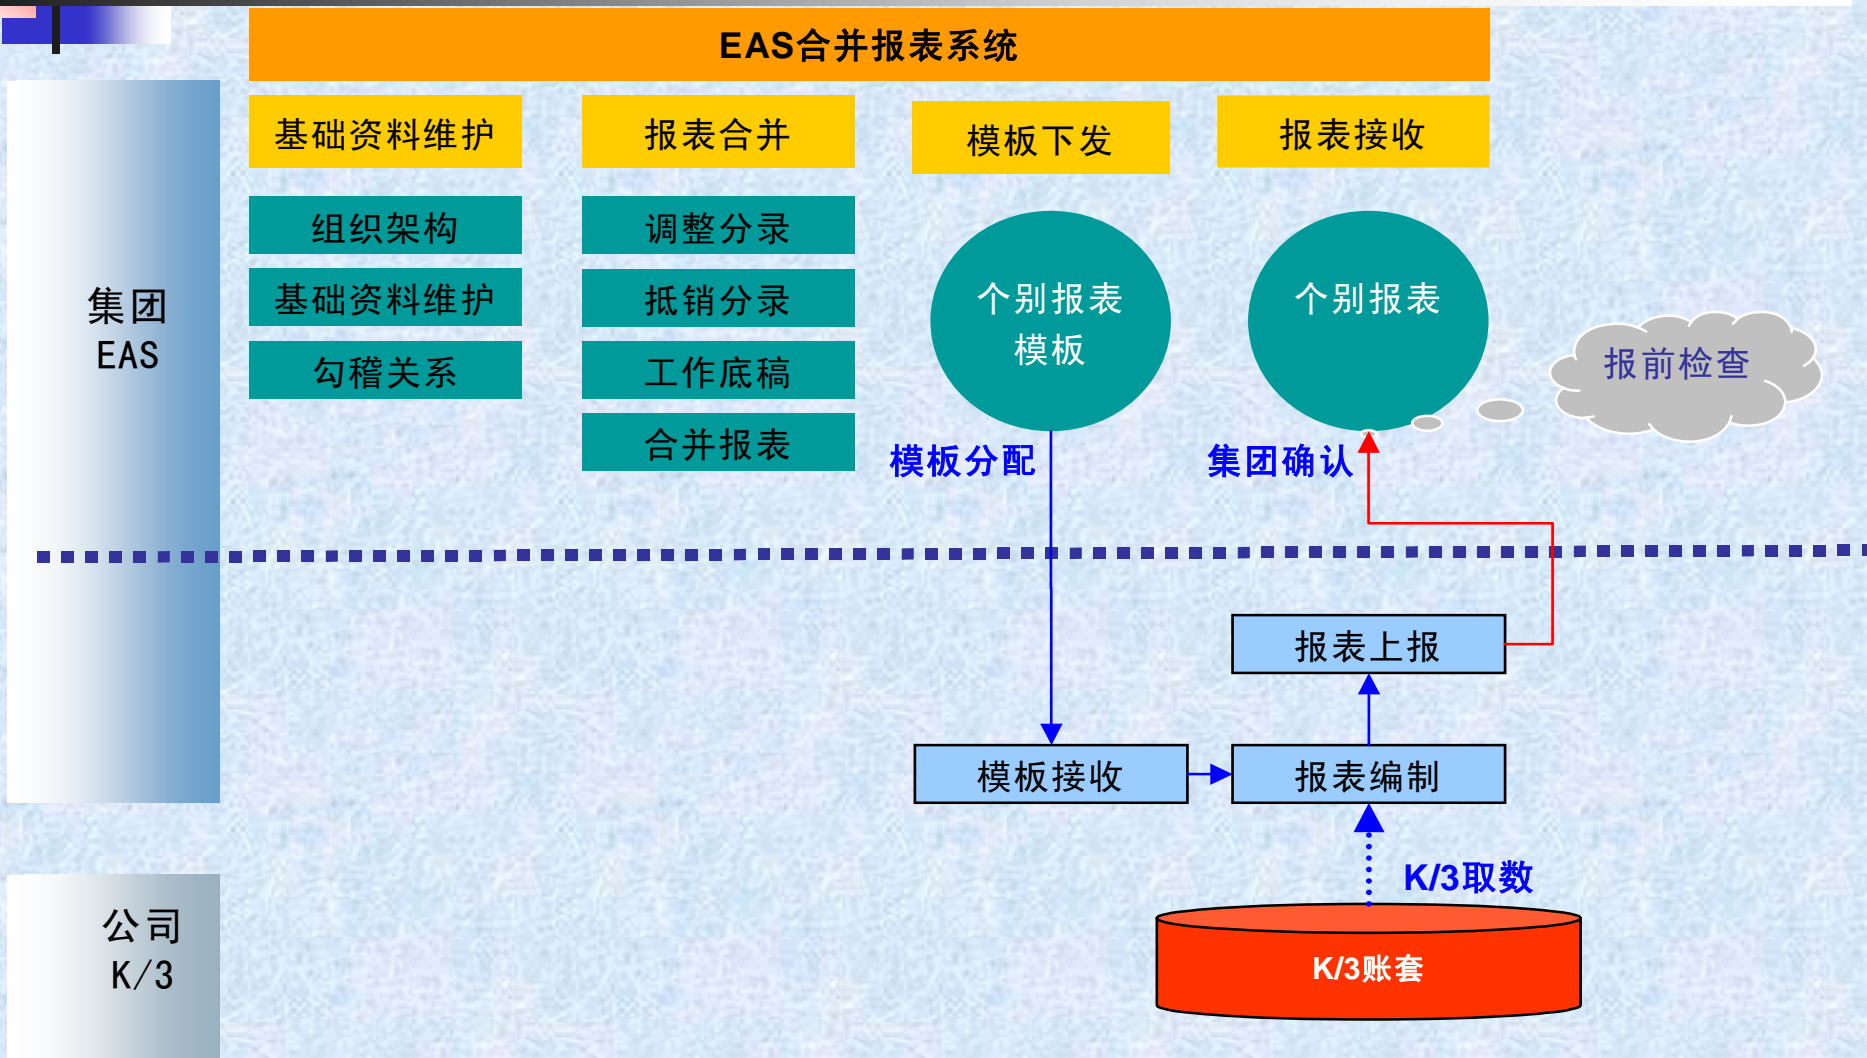 EAS合并报表系统
基础资料维护
报表合并
模板下发
报表接收
组织架构
调整分录
基础资料维护
抵销分录
勾稽关系
工作底稿
合并报表
个别报表
模板
个别报表
报前检查
集团
EAS
模板分配
集团确认
报表上报
模板接收
报表编制
K/3取数
K/3账套
公司
K/3